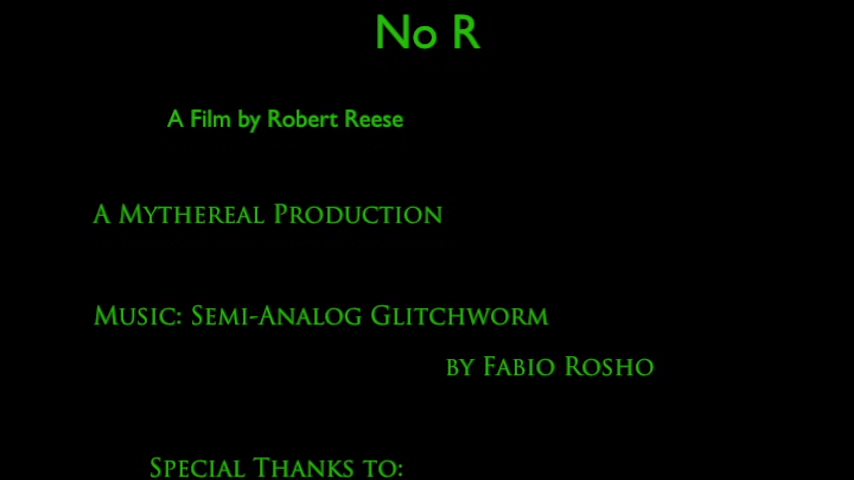 No R
A Film by Robert Reese
A Mythereal Production
Music: Semi-Analog Glitchworm
by Fabio Rosho
Special Thanks to: